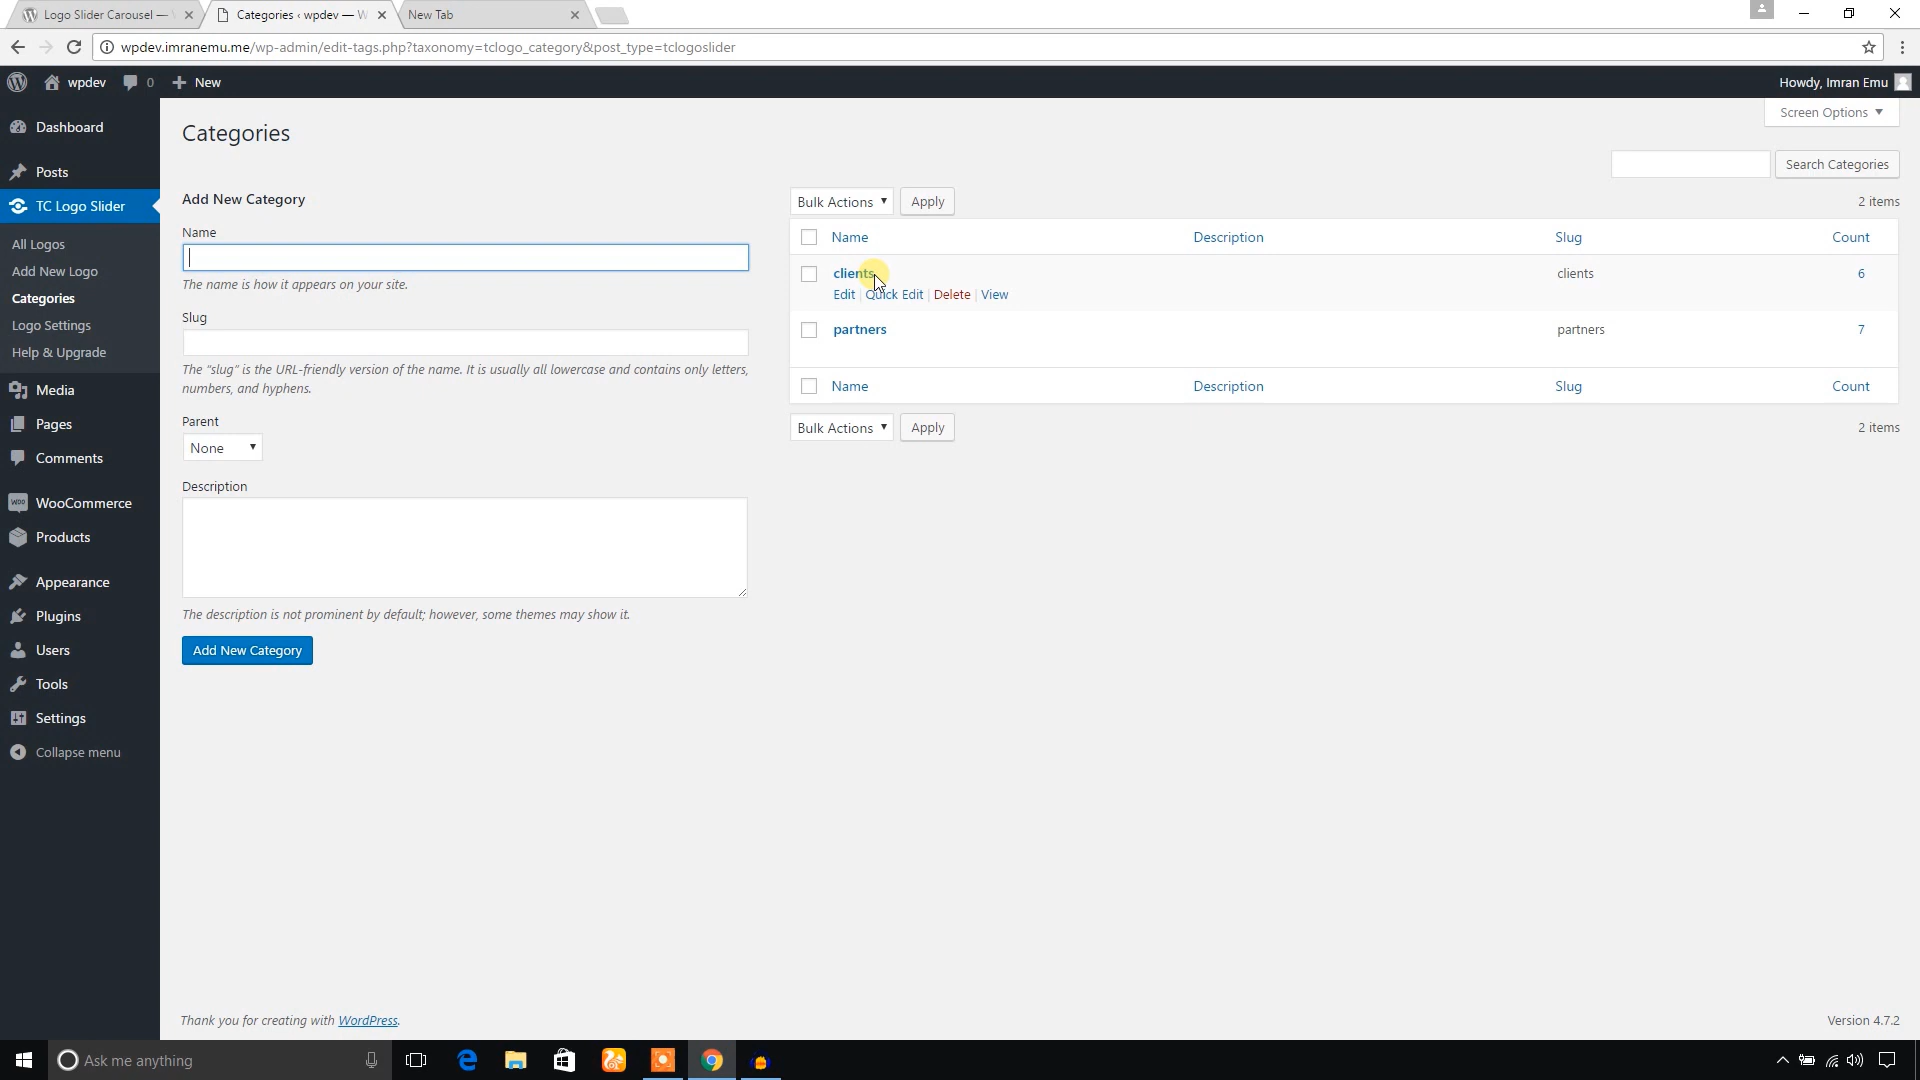 Logo Slider Carousel —
Categories ‹ wpdev — W
New Tab
wpdev.imranemu.me/wp-admin/edit-tags.php?taxonomy=tclogo_category&post_type=tclogoslider
wpdev
0
New
Howdy, Imran Emu
Screen Options
Dashboard
Posts
TC Logo Slider
All Logos
Add New Logo
Categories
Logo Settings
Help & Upgrade
Media
Pages
Comments
WooCommerce
Products
Appearance
Plugins
Users
Tools
Settings
Collapse menu
Categories
Search Categories
Add New Category
Name
The name is how it appears on your site.
Slug
The "slug" is the URL-friendly version of the name. It is usually all lowercase and contains only letters,
numbers, and hyphens.
Parent
None
Description
The description is not prominent by default; however, some themes may show it.
Add New Category
Bulk Actions
Apply
2 items
Name Description Slug Count
clients clients 6
Edit | Quick Edit | Delete | View
partners partners 7
Name Description Slug Count
Bulk Actions
Apply
2 items
Thank you for creating with WordPress.
Version 4.7.2
Ask me anything